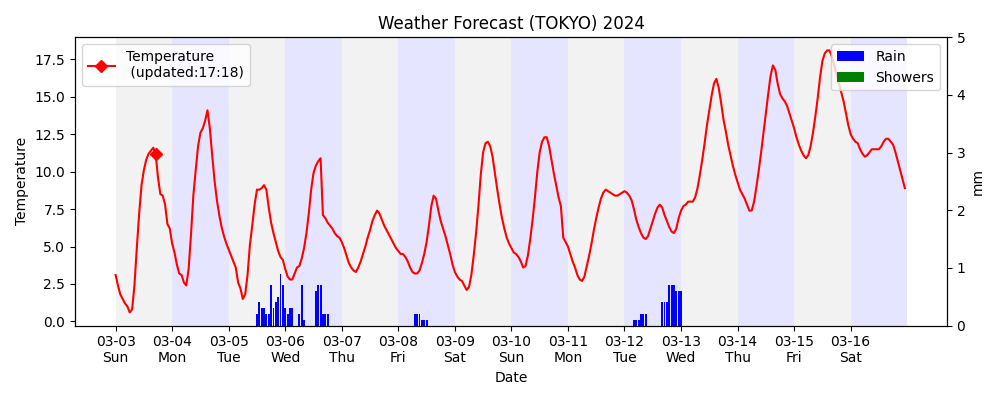 Weather Forecast (TOKYO) 2024
Temperature
(updated:17:18)
Rain
Showers
Temperature
17.5
15.0
12.5
10.0
7.5
5.0
2.5
0.0
5
4
3
2
1
0
mm
03-03 03-04 03-05 03-06 03-07 03-08 03-09 03-10 03-11 03-12 03-13 03-14 03-15 03-16
Sun Mon Tue Wed Thu Fri Sat Sun Mon Tue Wed Thu Fri Sat
Date